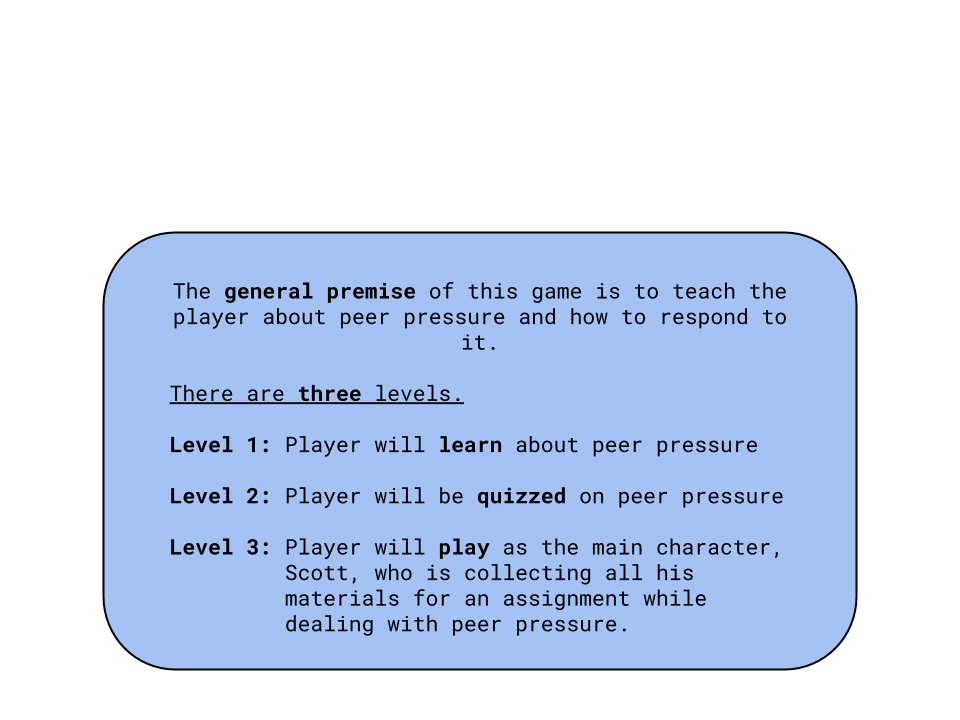 The general premise of this game is to teach the
player about peer pressure and how to respond to
it.
There are three levels.
Level 1: Player will learn about peer pressure
Level 2: Player will be quizzed on peer pressure
Level 3: Player will play as the main character,
Scott, who is collecting all his
materials for an assignment while
dealing with peer pressure.